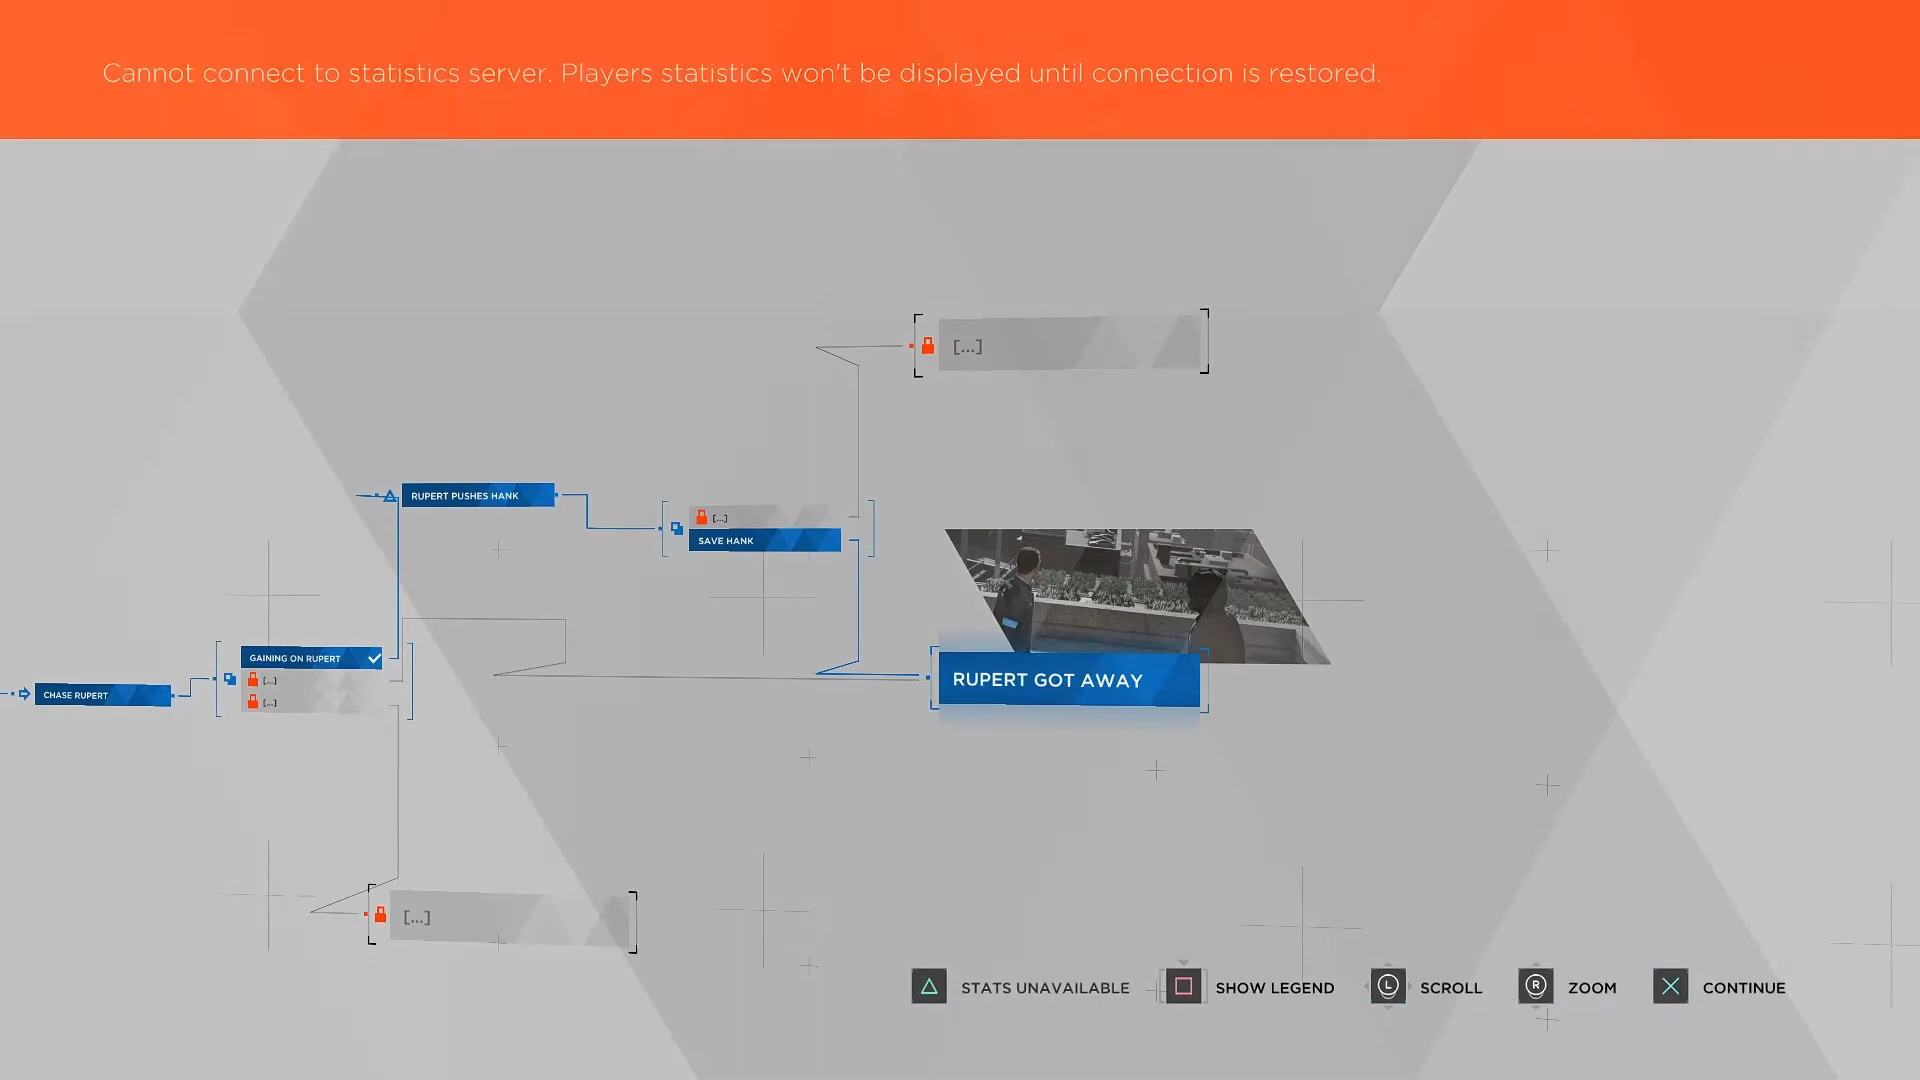 Cannot connect to statistics server. Players statistics won't be displayed until connection is restored.
[...]
RUPERT PUSHES HANK
[...]
SAVE HANK
GAINING ON RUPERT
[...]
[...]
CHASE RUPERT
RUPERT GOT AWAY
[...]
STATS UNAVAILABLE
SHOW LEGEND
L SCROLL
R ZOOM
CONTINUE